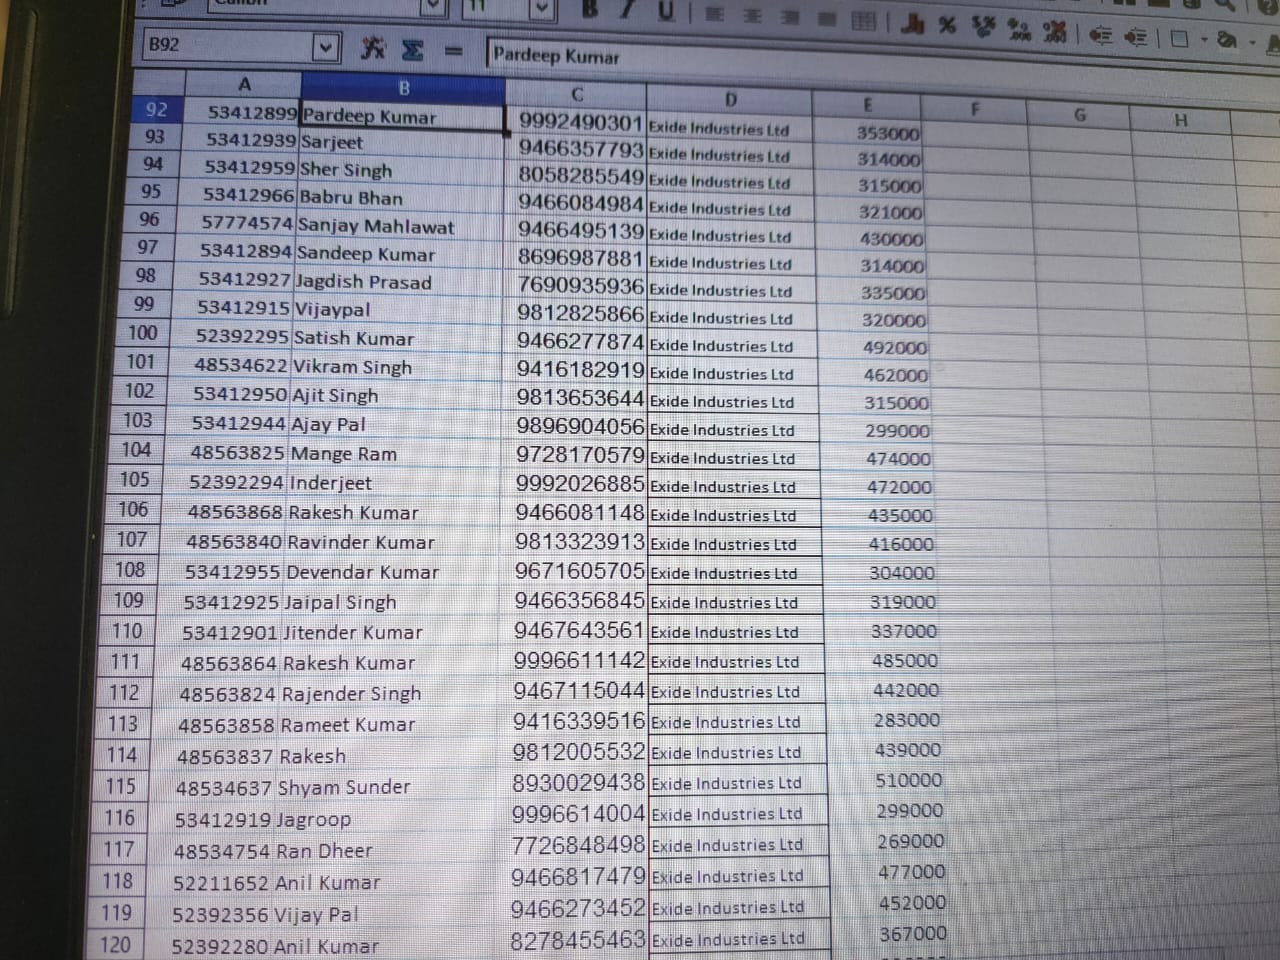 Calibri 11
B92 Pardeep Kumar
A B C D E F G H
92 53412899 Pardeep Kumar 9992490301 Exide Industries Ltd 353000
93 53412939 Sarjeet 9466357793 Exide Industries Ltd 314000
94 53412959 Sher Singh 8058285549 Exide Industries Ltd 315000
95 53412966 Babru Bhan 9466084984 Exide Industries Ltd 321000
96 57774574 Sanjay Mahlawat 9466495139 Exide Industries Ltd 430000
97 53412894 Sandeep Kumar 8696987881 Exide Industries Ltd 314000
98 53412927 Jagdish Prasad 7690935936 Exide Industries Ltd 335000
99 53412915 Vijaypal 9812825866 Exide Industries Ltd 320000
100 52392295 Satish Kumar 9466277874 Exide Industries Ltd 492000
101 48534622 Vikram Singh 9416182919 Exide Industries Ltd 462000
102 53412950 Ajit Singh 9813653644 Exide Industries Ltd 315000
103 53412944 Ajay Pal 9896904056 Exide Industries Ltd 299000
104 48563825 Mange Ram 9728170579 Exide Industries Ltd 474000
105 52392294 Inderjeet 9992026885 Exide Industries Ltd 472000
106 48563868 Rakesh Kumar 9466081148 Exide Industries Ltd 435000
107 48563840 Ravinder Kumar 9813323913 Exide Industries Ltd 416000
108 53412955 Devendar Kumar 9671605705 Exide Industries Ltd 304000
109 53412925 Jaipal Singh 9466356845 Exide Industries Ltd 319000
110 53412901 Jitender Kumar 9467643561 Exide Industries Ltd 337000
111 48563864 Rakesh Kumar 9996611142 Exide Industries Ltd 485000
112 48563824 Rajender Singh 9467115044 Exide Industries Ltd 442000
113 48563858 Rameet Kumar 9416339516 Exide Industries Ltd 283000
114 48563837 Rakesh 9812005532 Exide Industries Ltd 439000
115 48534637 Shyam Sunder 8930029438 Exide Industries Ltd 510000
116 53412919 Jagroop 9996614004 Exide Industries Ltd 299000
117 48534754 Ran Dheer 7726848498 Exide Industries Ltd 269000
118 52211652 Anil Kumar 9466817479 Exide Industries Ltd 477000
119 52392356 Vijay Pal 9466273452 Exide Industries Ltd 452000
120 52392280 Anil Kumar 8278455463 Exide Industries Ltd 367000